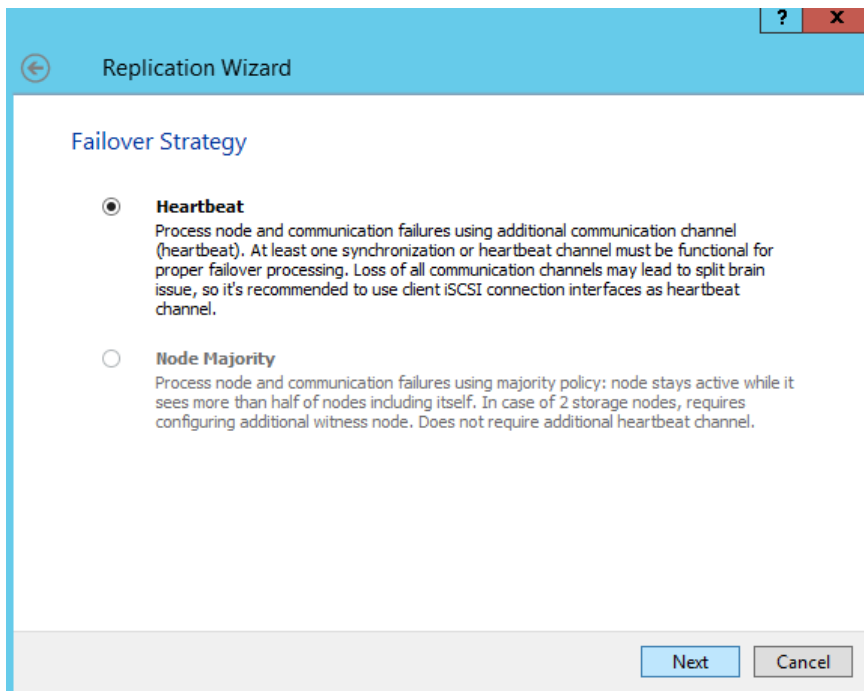 ? x
Replication Wizard
Failover Strategy
Heartbeat
Process node and communication failures using additional communication channel
(heartbeat). At least one synchronization or heartbeat channel must be functional for
proper failover processing. Loss of all communication channels may lead to split brain
issue, so it's recommended to use client iSCSI connection interfaces as heartbeat
channel.
Node Majority
Process node and communication failures using majority policy: node stays active while it
sees more than half of nodes including itself. In case of 2 storage nodes, requires
configuring additional witness node. Does not require additional heartbeat channel.
Next Cancel